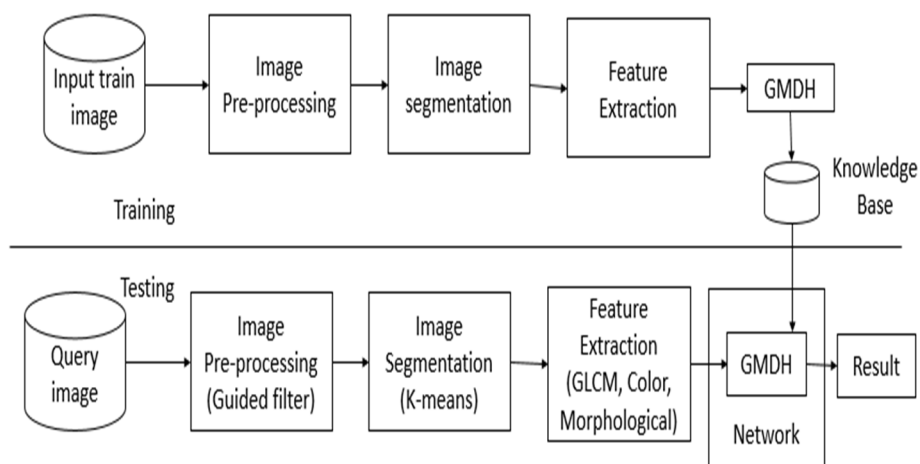 Input train
image
Image
Pre-processing
Image
segmentation
Feature
Extraction
GMDH
Knowledge
Base
Training
Testing
Query
image
Image
Pre-processing
(Guided filter)
Image
Segmentation
(K-means)
Feature
Extraction
(GLCM, Color,
Morphological)
GMDH
Network
Result